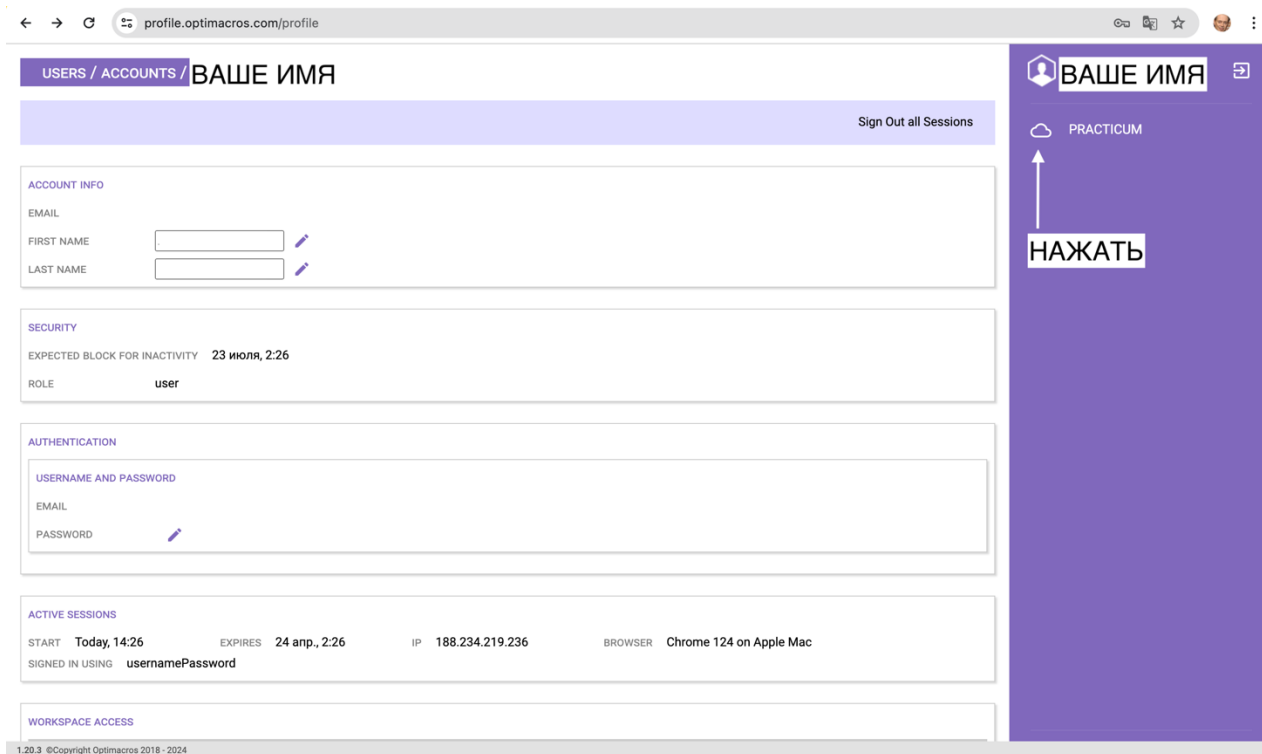 profile.optimacros.com/profile
USERS / ACCOUNTS / ВАШЕ ИМЯ
ВАШЕ ИМЯ
Sign Out all Sessions
PRACTICUM
НАЖАТЬ
ACCOUNT INFO
EMAIL
FIRST NAME
LAST NAME
SECURITY
EXPECTED BLOCK FOR INACTIVITY 23 июля, 2:26
ROLE user
AUTHENTICATION
USERNAME AND PASSWORD
EMAIL
PASSWORD
ACTIVE SESSIONS
START Today, 14:26 EXPIRES 24 апр., 2:26 IP 188.234.219.236 BROWSER Chrome 124 on Apple Mac
SIGNED IN USING usernamePassword
WORKSPACE ACCESS
1.20.3 ©Copyright Optimacros 2018 - 2024